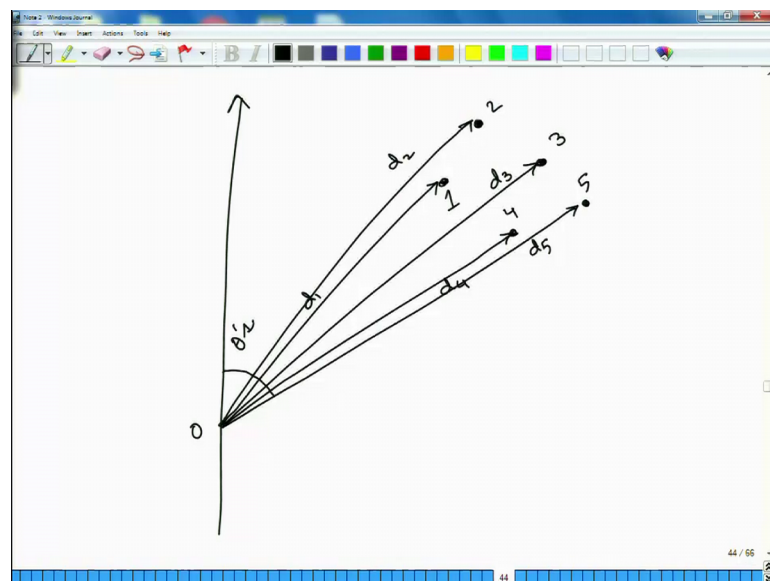 Note 2 - Windows Journal
File Edit View Insert Actions Tools Help
B I
2
d2
3
d3
1
5
4
d5
d4
d1
θ's
O
44 / 66
44